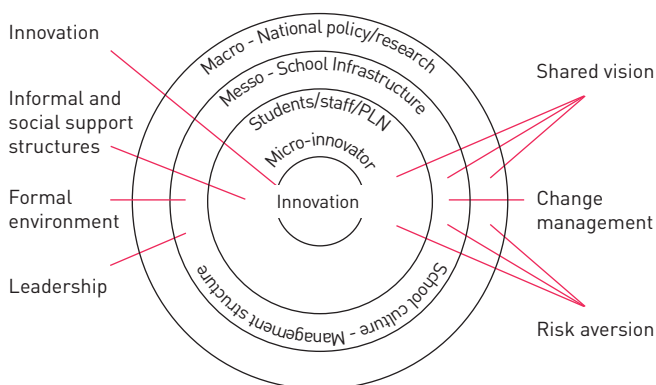 Innovation
Informal and
social support
structures
Formal
environment
Leadership
Macro - National policy/research
Messo - School Infrastructure
Students/staff/PLN
Micro-innovator
Innovation
School culture - Management structure
Shared vision
Change
management
Risk aversion